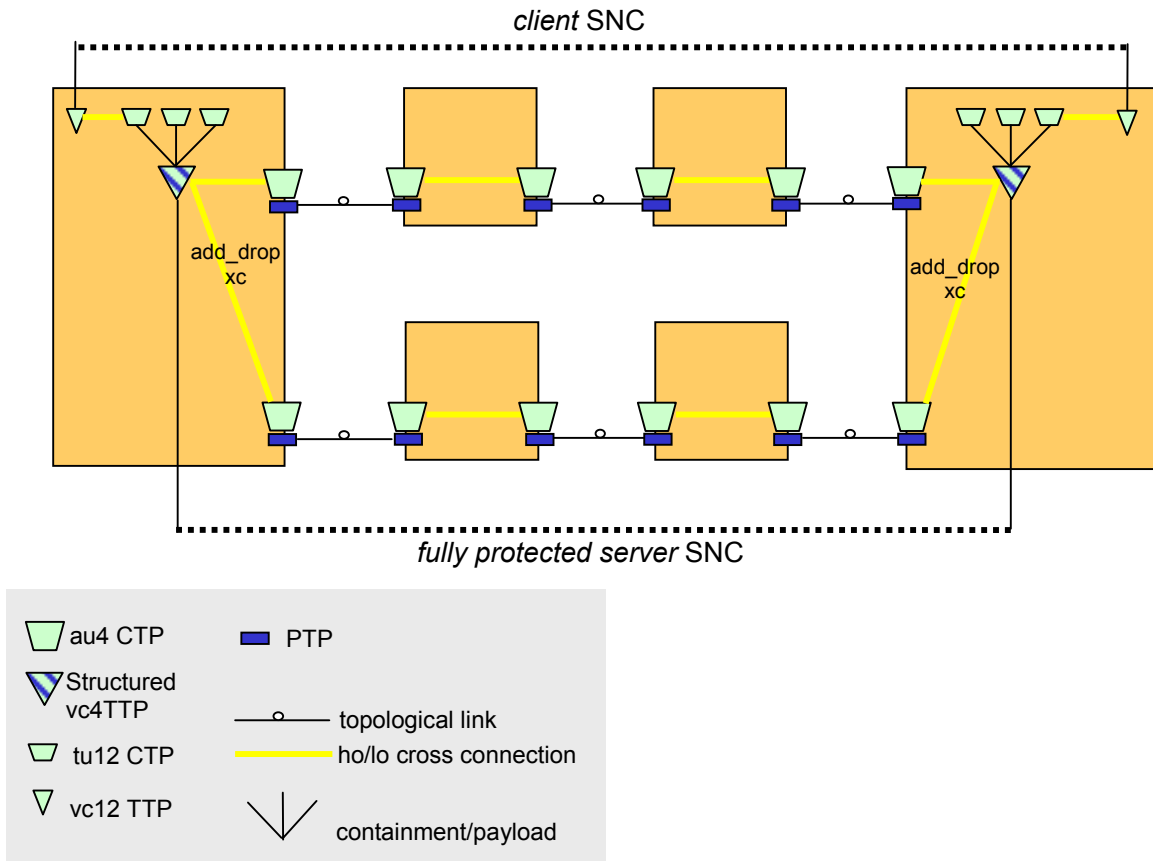 client SNC
add_drop
xc
add_drop
xc
fully protected server SNC
au4 CTP
PTP
Structured
vc4TTP
topological link
tu12 CTP
ho/lo cross connection
vc12 TTP
containment/payload